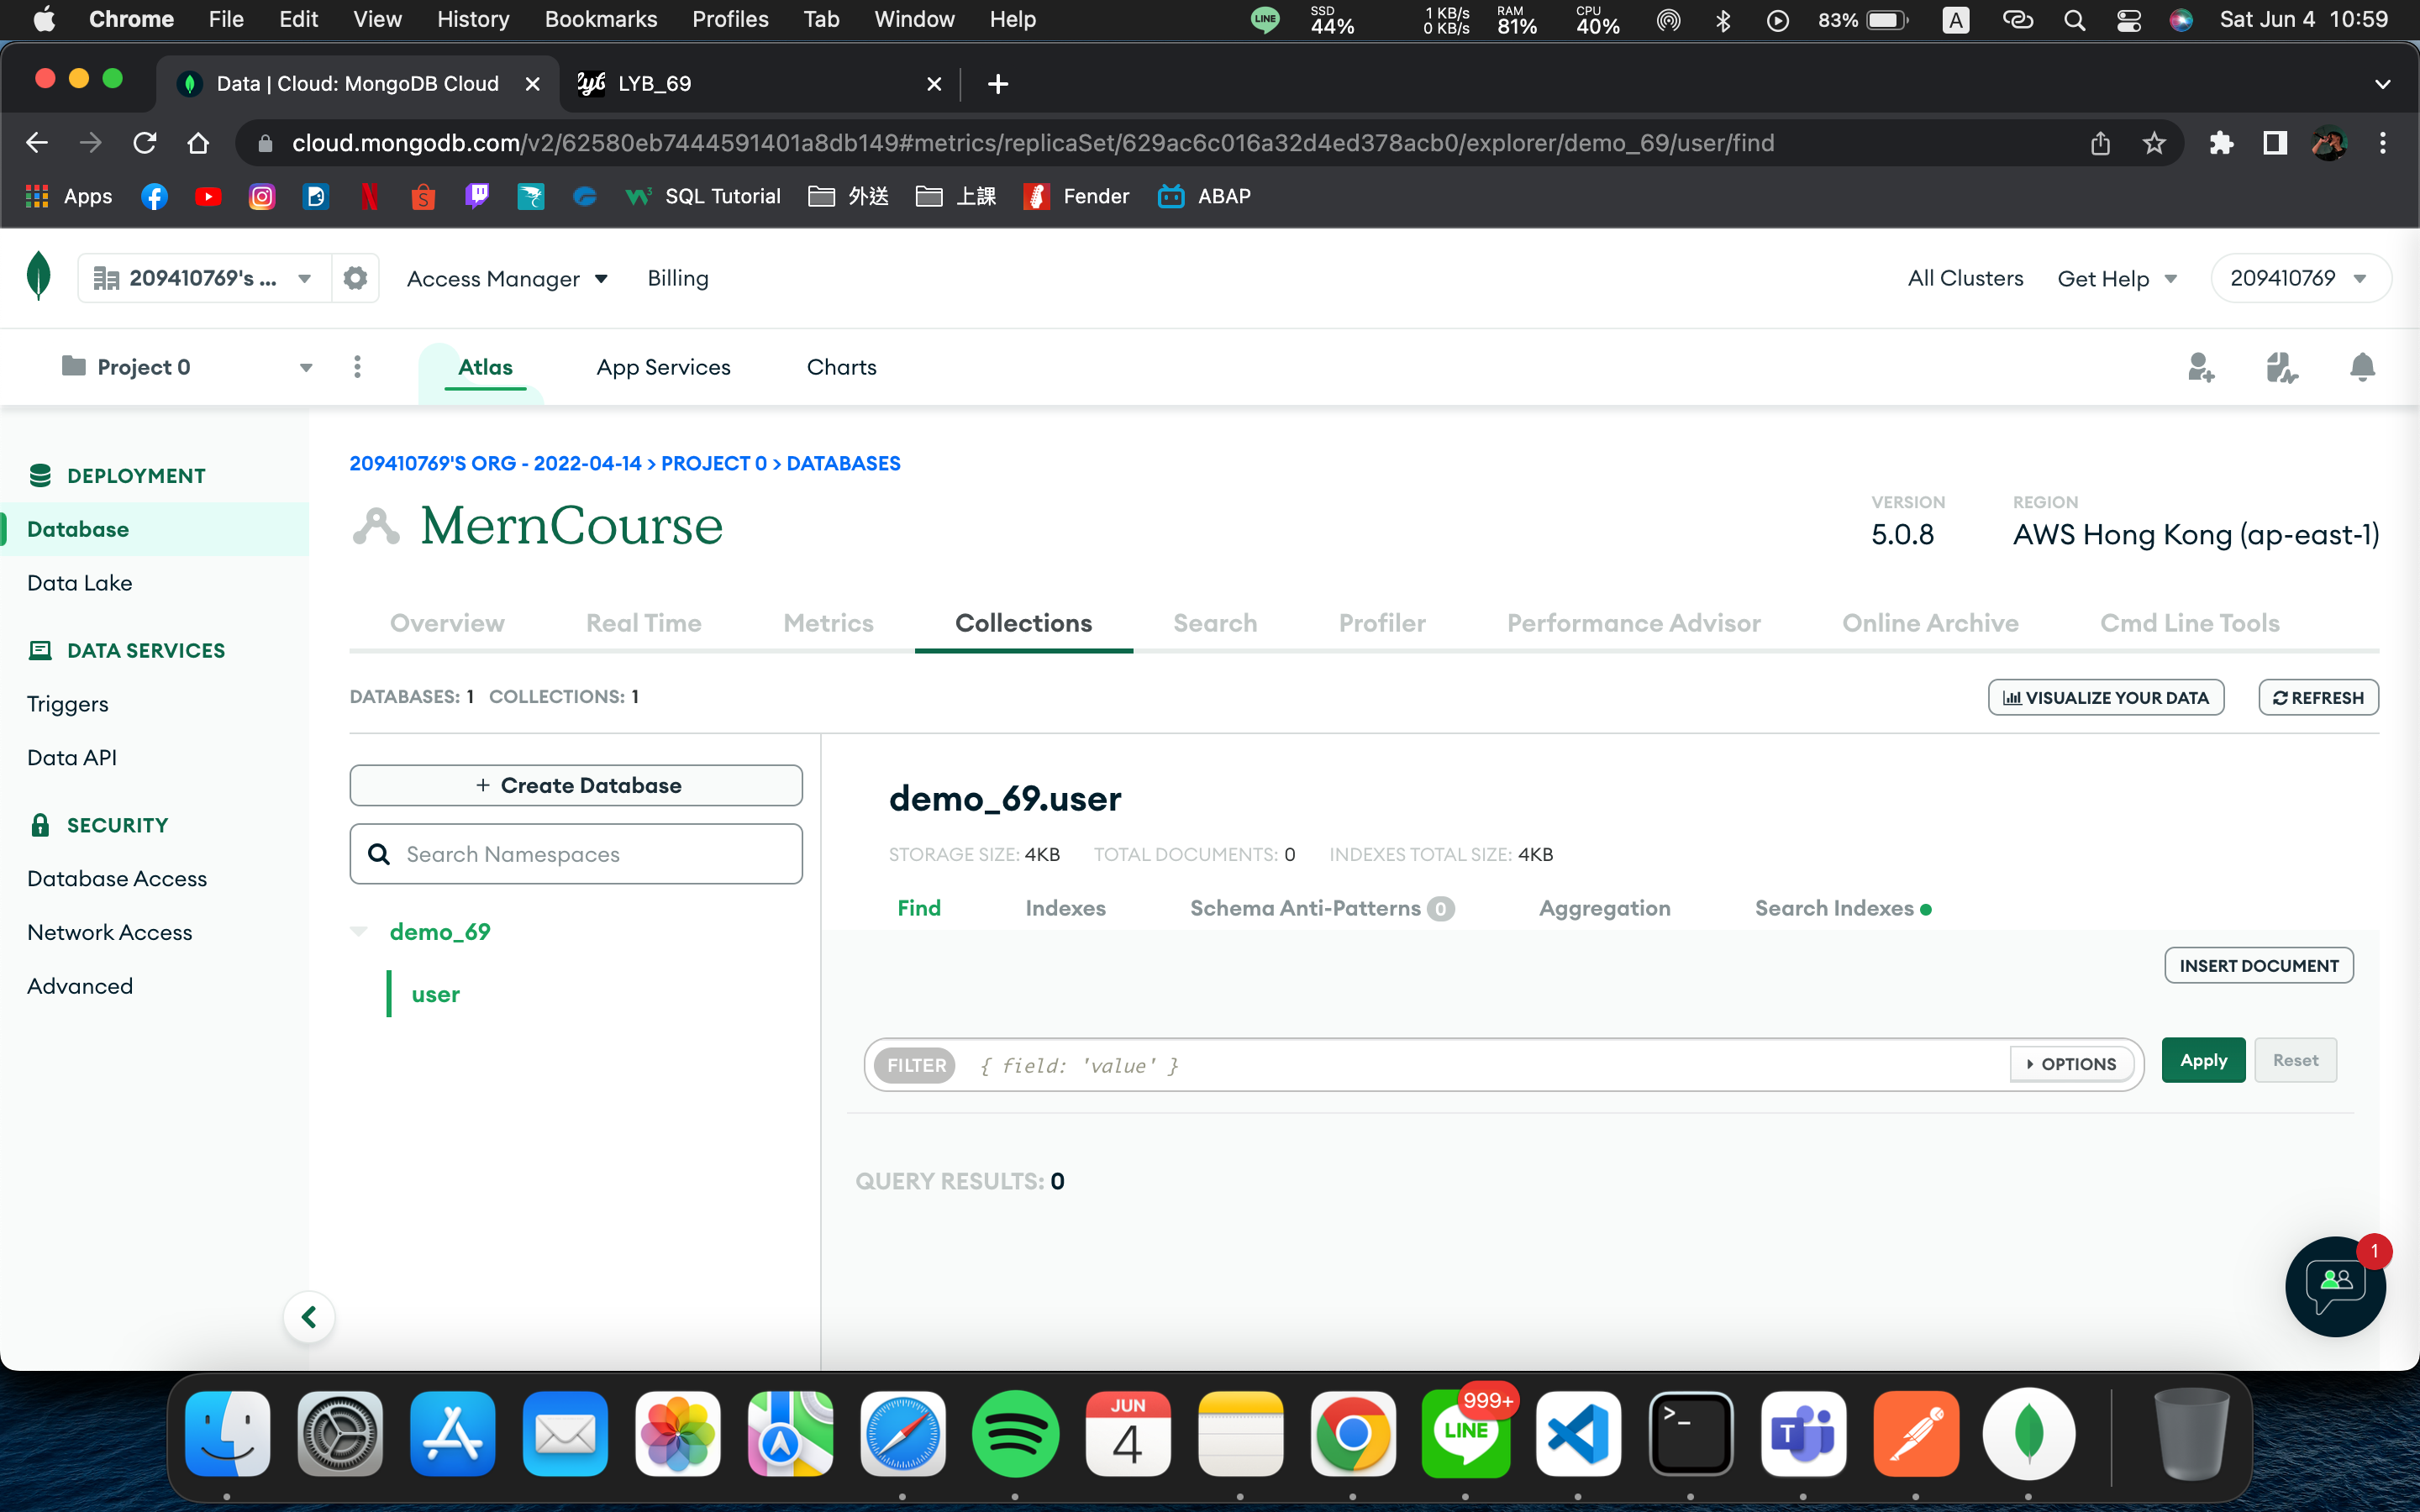 Chrome File Edit View History Bookmarks Profiles Tab Window Help LINE SSD 44% 1 KB/s 0 KB/s RAM 81% CPU 40% 83% A Sat Jun 4 10:59
Data | Cloud: MongoDB Cloud lyb LYB_69
cloud.mongodb.com/v2/62580eb7444591401a8db149#metrics/replicaSet/629ac6c016a32d4ed378acb0/explorer/demo_69/user/find
Apps SQL Tutorial 外送 上課 Fender ABAP
209410769's ... Access Manager Billing All Clusters Get Help 209410769
Project 0 Atlas App Services Charts
DEPLOYMENT
Database
Data Lake
DATA SERVICES
Triggers
Data API
SECURITY
Database Access
Network Access
Advanced
209410769'S ORG - 2022-04-14 > PROJECT 0 > DATABASES
MernCourse
VERSION
5.0.8
REGION
AWS Hong Kong (ap-east-1)
Overview Real Time Metrics Collections Search Profiler Performance Advisor Online Archive Cmd Line Tools
DATABASES: 1 COLLECTIONS: 1
VISUALIZE YOUR DATA REFRESH
+ Create Database
Search Namespaces
demo_69
user
demo_69.user
STORAGE SIZE: 4KB TOTAL DOCUMENTS: 0 INDEXES TOTAL SIZE: 4KB
Find Indexes Schema Anti-Patterns 0 Aggregation Search Indexes
INSERT DOCUMENT
FILTER { field: 'value' } OPTIONS Apply Reset
QUERY RESULTS: 0
1
JUN
4
999+
LINE
>_
T